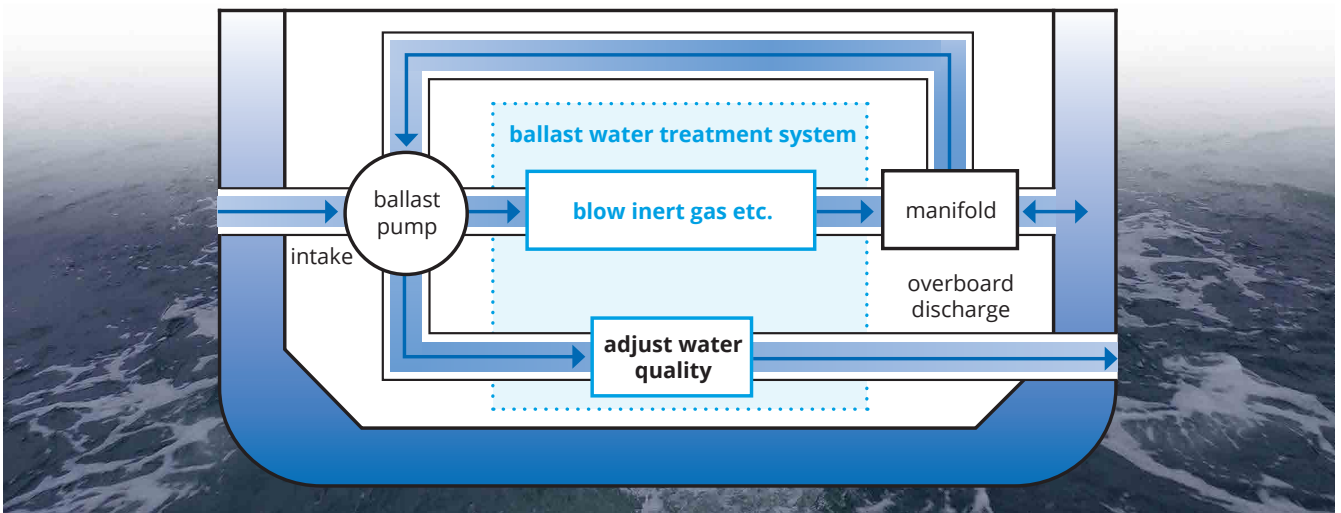 ballast water treatment system
ballast
pump
blow inert gas etc.
manifold
intake
overboard
discharge
adjust water
quality